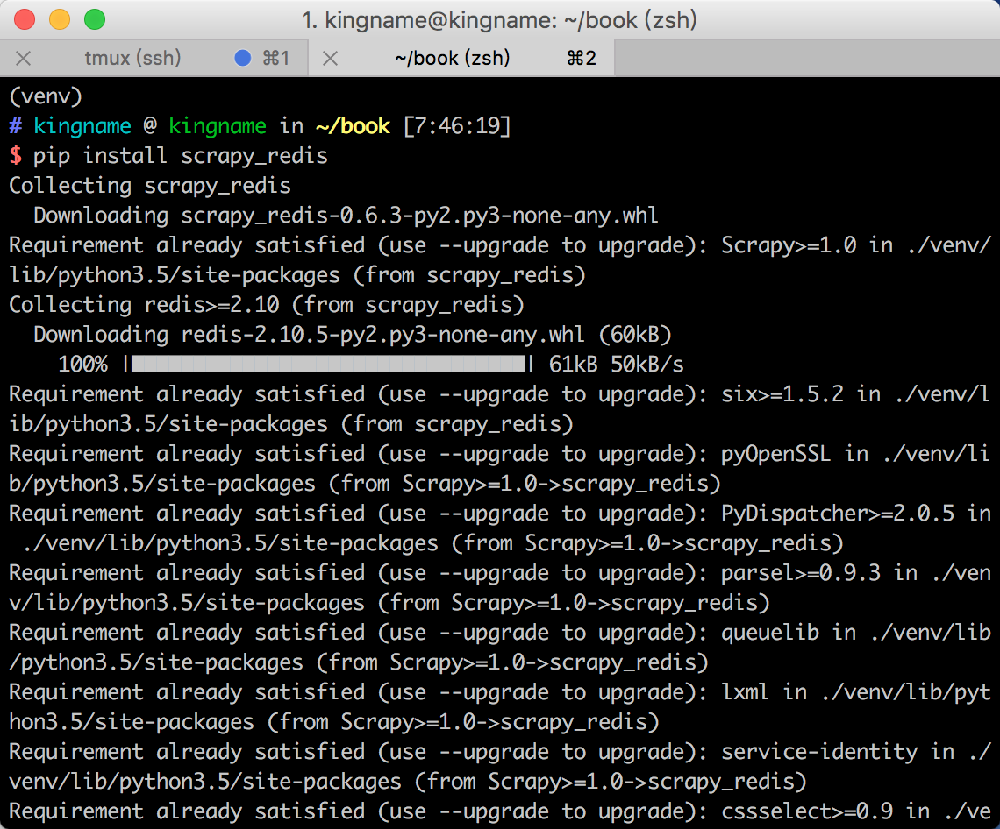 1. kingname@kingname: ~/book (zsh)
tmux (ssh) ⌘1 ~/book (zsh) ⌘2
(venv)
# kingname @ kingname in ~/book [7:46:19]
$ pip install scrapy_redis
Collecting scrapy_redis
  Downloading scrapy_redis-0.6.3-py2.py3-none-any.whl
Requirement already satisfied (use --upgrade to upgrade): Scrapy>=1.0 in ./venv/
lib/python3.5/site-packages (from scrapy_redis)
Collecting redis>=2.10 (from scrapy_redis)
  Downloading redis-2.10.5-py2.py3-none-any.whl (60kB)
    100% |████████████████████████████████| 61kB 50kB/s
Requirement already satisfied (use --upgrade to upgrade): six>=1.5.2 in ./venv/l
ib/python3.5/site-packages (from scrapy_redis)
Requirement already satisfied (use --upgrade to upgrade): pyOpenSSL in ./venv/li
b/python3.5/site-packages (from Scrapy>=1.0->scrapy_redis)
Requirement already satisfied (use --upgrade to upgrade): PyDispatcher>=2.0.5 in
 ./venv/lib/python3.5/site-packages (from Scrapy>=1.0->scrapy_redis)
Requirement already satisfied (use --upgrade to upgrade): parsel>=0.9.3 in ./ven
v/lib/python3.5/site-packages (from Scrapy>=1.0->scrapy_redis)
Requirement already satisfied (use --upgrade to upgrade): queuelib in ./venv/lib
/python3.5/site-packages (from Scrapy>=1.0->scrapy_redis)
Requirement already satisfied (use --upgrade to upgrade): lxml in ./venv/lib/pyt
hon3.5/site-packages (from Scrapy>=1.0->scrapy_redis)
Requirement already satisfied (use --upgrade to upgrade): service-identity in ./
venv/lib/python3.5/site-packages (from Scrapy>=1.0->scrapy_redis)
Requirement already satisfied (use --upgrade to upgrade): cssselect>=0.9 in ./ve